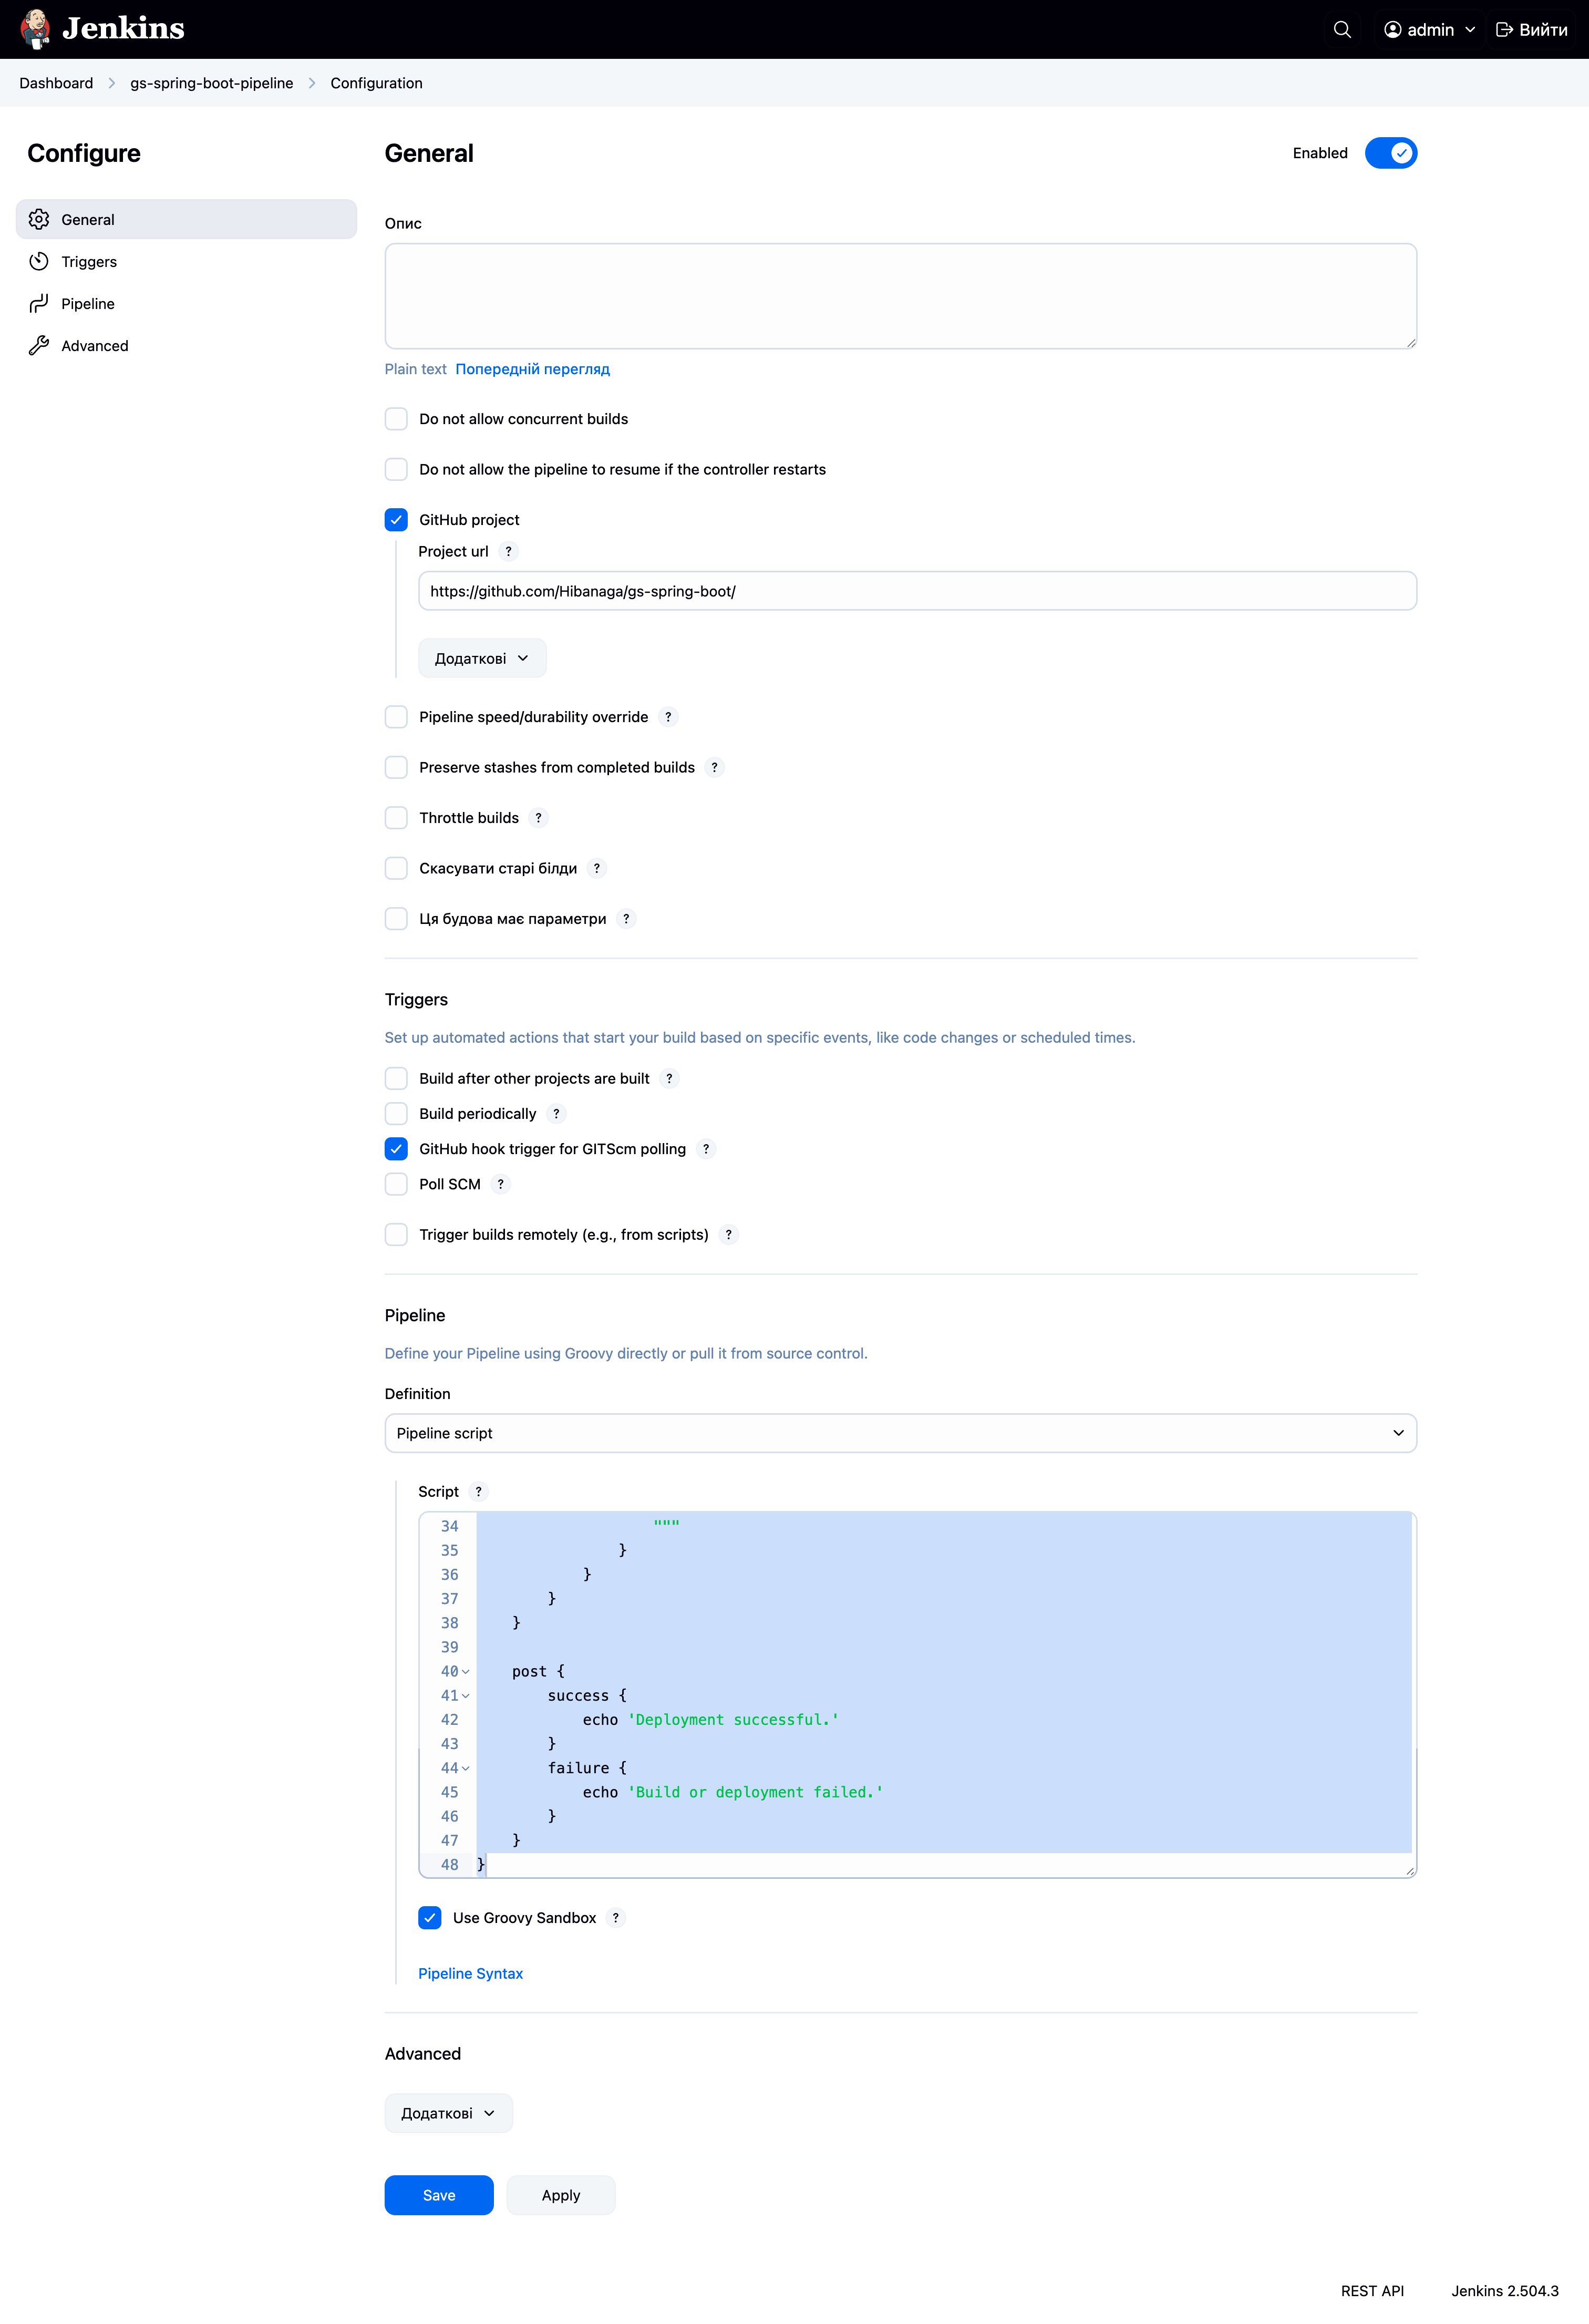 Jenkins
admin
Вийти
Dashboard
gs-spring-boot-pipeline
Configuration
Configure
General
Triggers
Pipeline
Advanced
General
Enabled
Опис
Plain text Попередній перегляд
Do not allow concurrent builds
Do not allow the pipeline to resume if the controller restarts
GitHub project
Project url ?
https://github.com/Hibanaga/gs-spring-boot/
Додаткові
Pipeline speed/durability override ?
Preserve stashes from completed builds ?
Throttle builds ?
Скасувати старі білди ?
Ця будова має параметри ?
Triggers
Set up automated actions that start your build based on specific events, like code changes or scheduled times.
Build after other projects are built ?
Build periodically ?
GitHub hook trigger for GITScm polling ?
Poll SCM ?
Trigger builds remotely (e.g., from scripts) ?
Pipeline
Define your Pipeline using Groovy directly or pull it from source control.
Definition
Pipeline script
Script ?
34 """
35 }
36 }
37 }
38 }
39
40 post {
41 success {
42 echo 'Deployment successful.'
43 }
44 failure {
45 echo 'Build or deployment failed.'
46 }
47 }
48 }
Use Groovy Sandbox ?
Pipeline Syntax
Advanced
Додаткові
Save
Apply
REST API
Jenkins 2.504.3